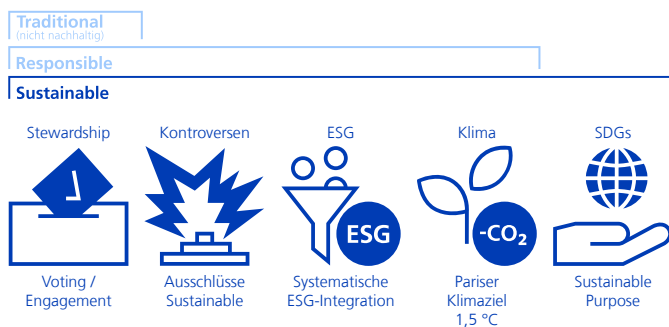 Traditional
(nicht nachhaltig)
Responsible
Sustainable
Stewardship
Kontroversen
ESG
Klima
SDGs
ESG
-CO₂
Voting /
Engagement
Ausschlüsse
Sustainable
Systematische
ESG-Integration
Pariser
Klimaziel
1,5 °C
Sustainable
Purpose